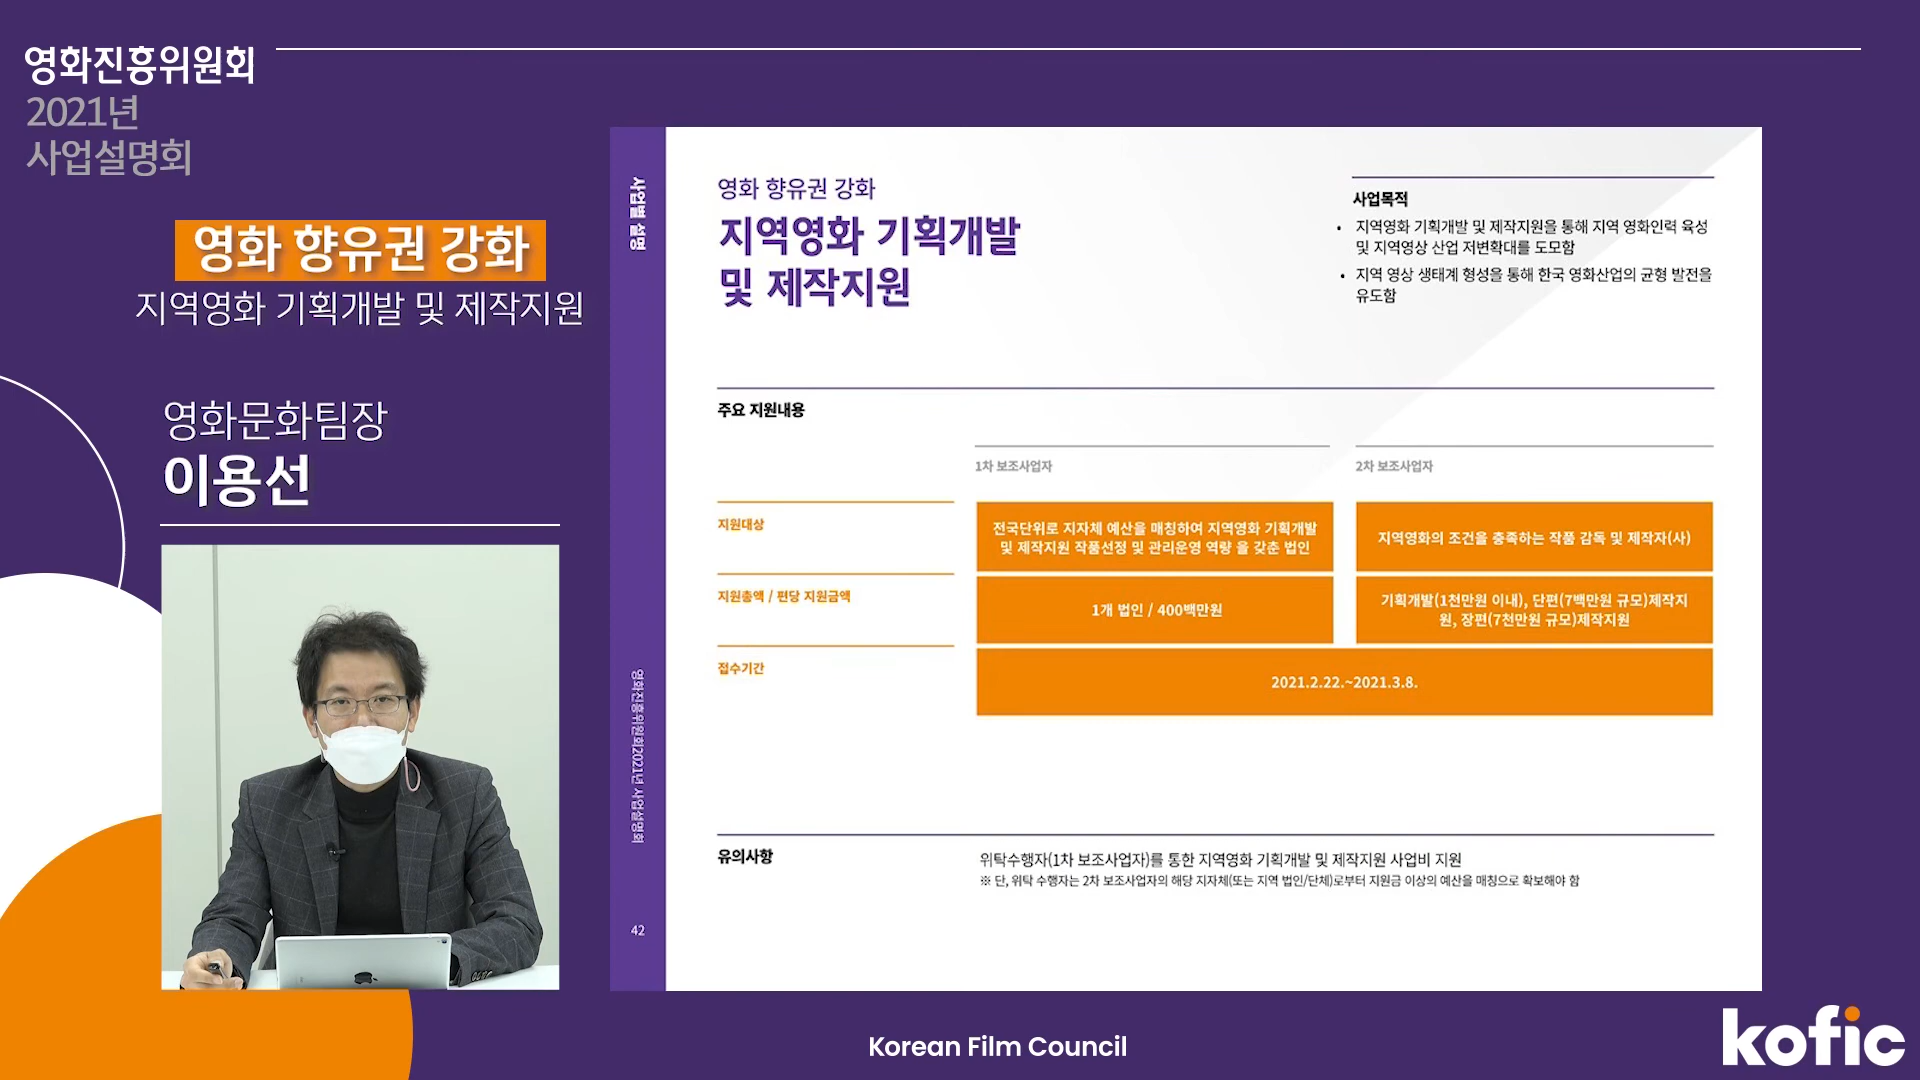 영화진흥위원회
2021년
사업설명회
영화 향유권 강화
지역영화 기획개발 및 제작지원
영화문화팀장
이용선
사업별 설명
영화진흥위원회2021년 사업설명회
42
영화 향유권 강화
지역영화 기획개발
및 제작지원
사업목적
• 지역영화 기획개발 및 제작지원을 통해 지역 영화인력 육성
및 지역영상 산업 저변확대를 도모함
• 지역 영상 생태계 형성을 통해 한국 영화산업의 균형 발전을
유도함
주요 지원내용
1차 보조사업자
2차 보조사업자
지원대상
전국단위로 지자체 예산을 매칭하여 지역영화 기획개발
및 제작지원 작품선정 및 관리운영 역량 을 갖춘 법인
지역영화의 조건을 충족하는 작품 감독 및 제작자(사)
지원총액 / 편당 지원금액
1개 법인 / 400백만원
기획개발(1천만원 이내), 단편(7백만원 규모)제작지
원, 장편(7천만원 규모)제작지원
접수기간
2021.2.22.~2021.3.8.
유의사항
위탁수행자(1차 보조사업자)를 통한 지역영화 기획개발 및 제작지원 사업비 지원
※ 단, 위탁 수행자는 2차 보조사업자의 해당 지자체(또는 지역 법인/단체)로부터 지원금 이상의 예산을 매칭으로 확보해야 함
Korean Film Council
kofic